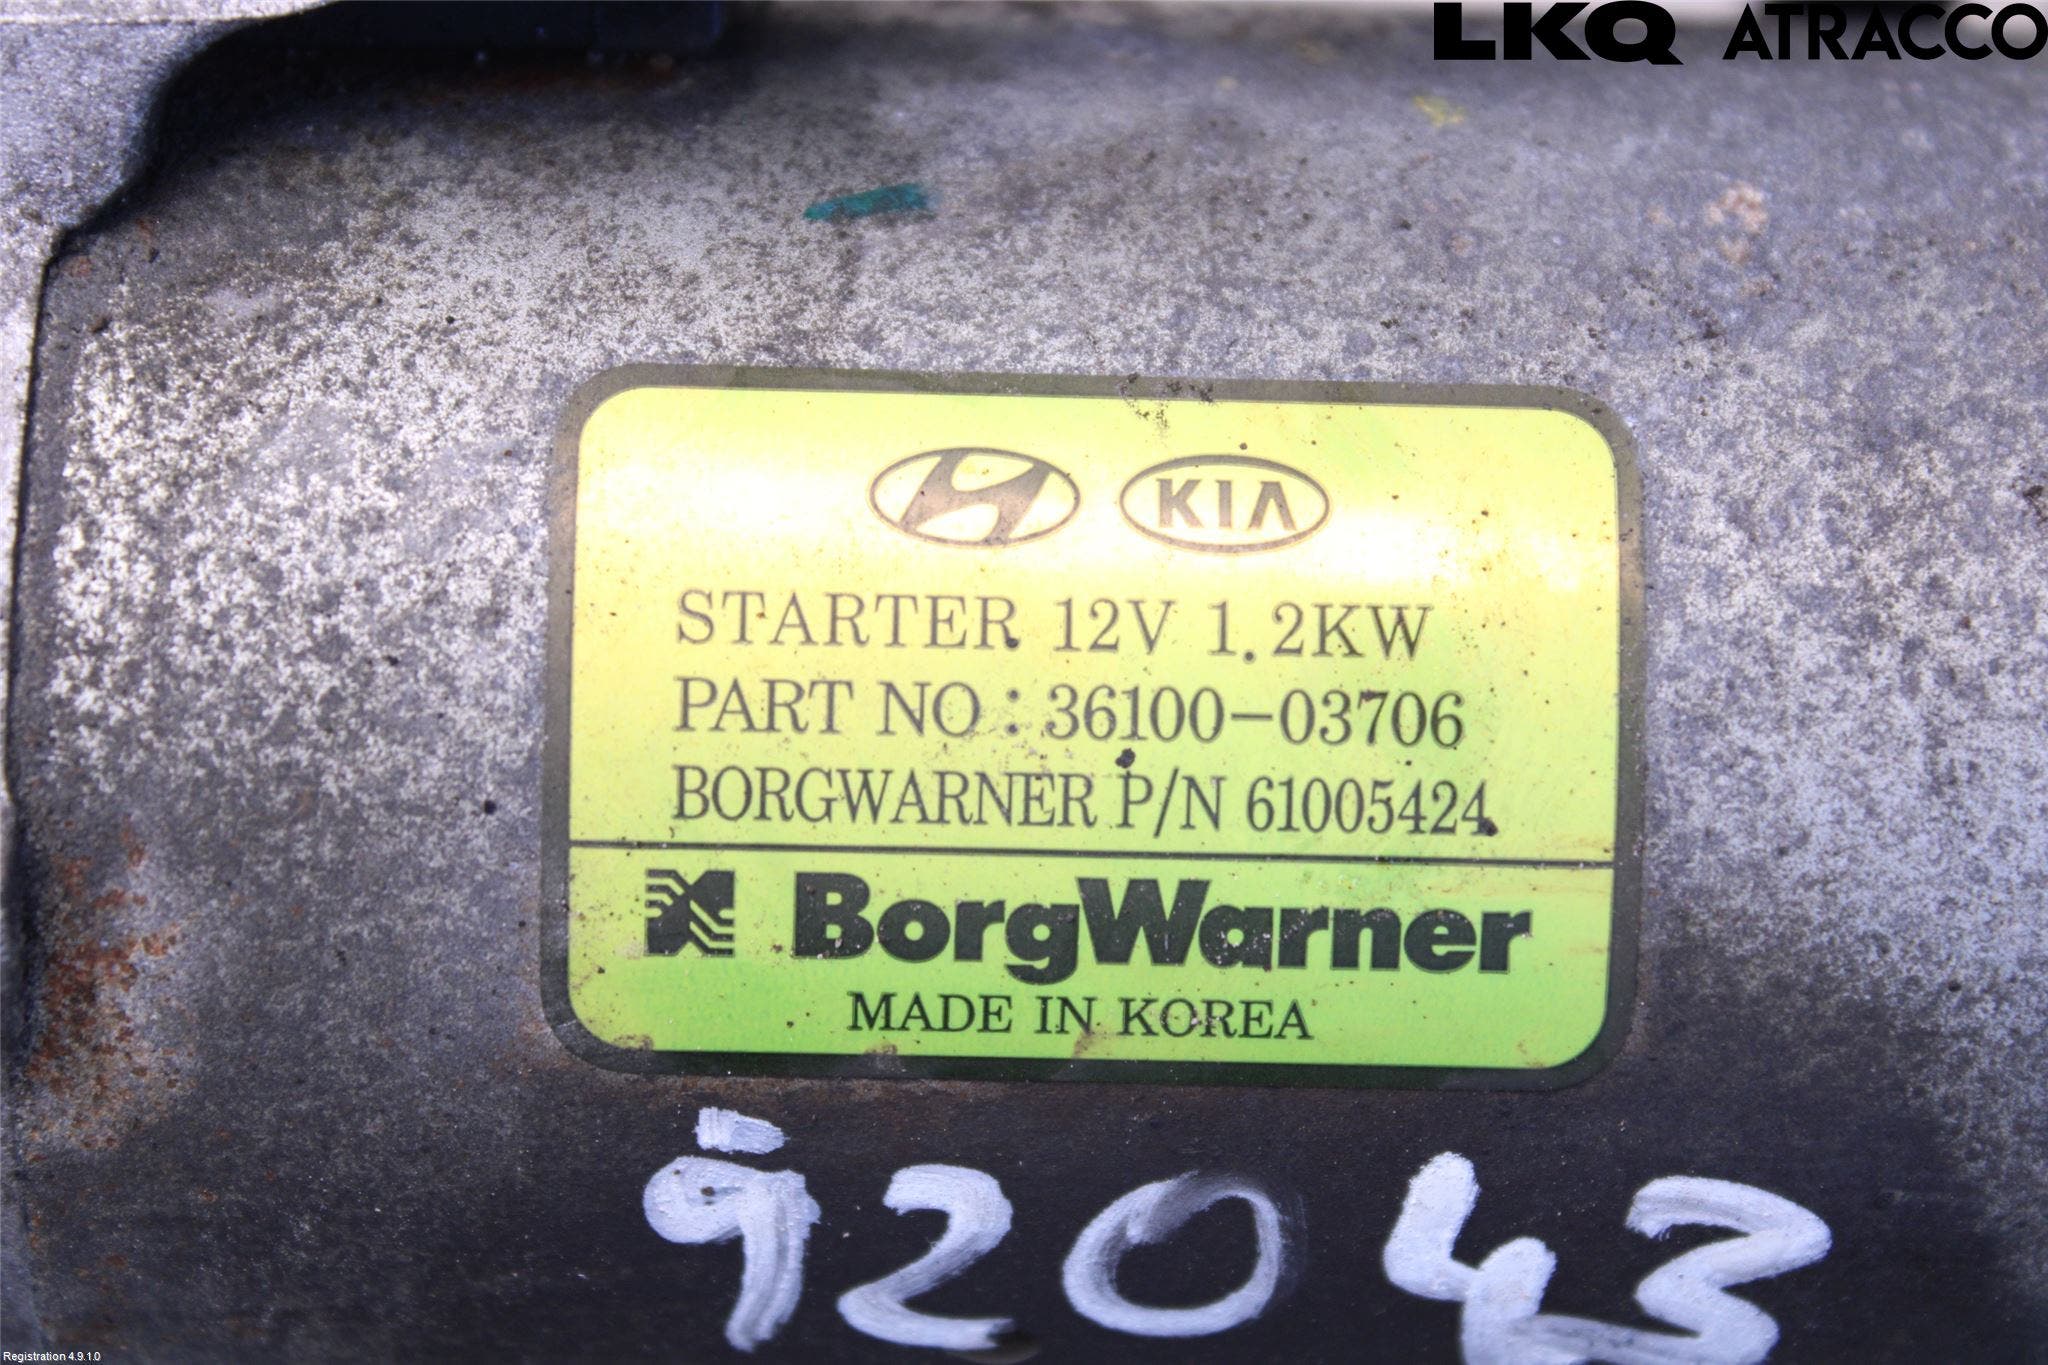 LKQ ATRACCO
KIA
STARTER 12V 1.2KW
PART NO : 36100-03706
BORGWARNER P/N 61005424
BorgWarner
MADE IN KOREA
92043
Registration 4.9.1.0